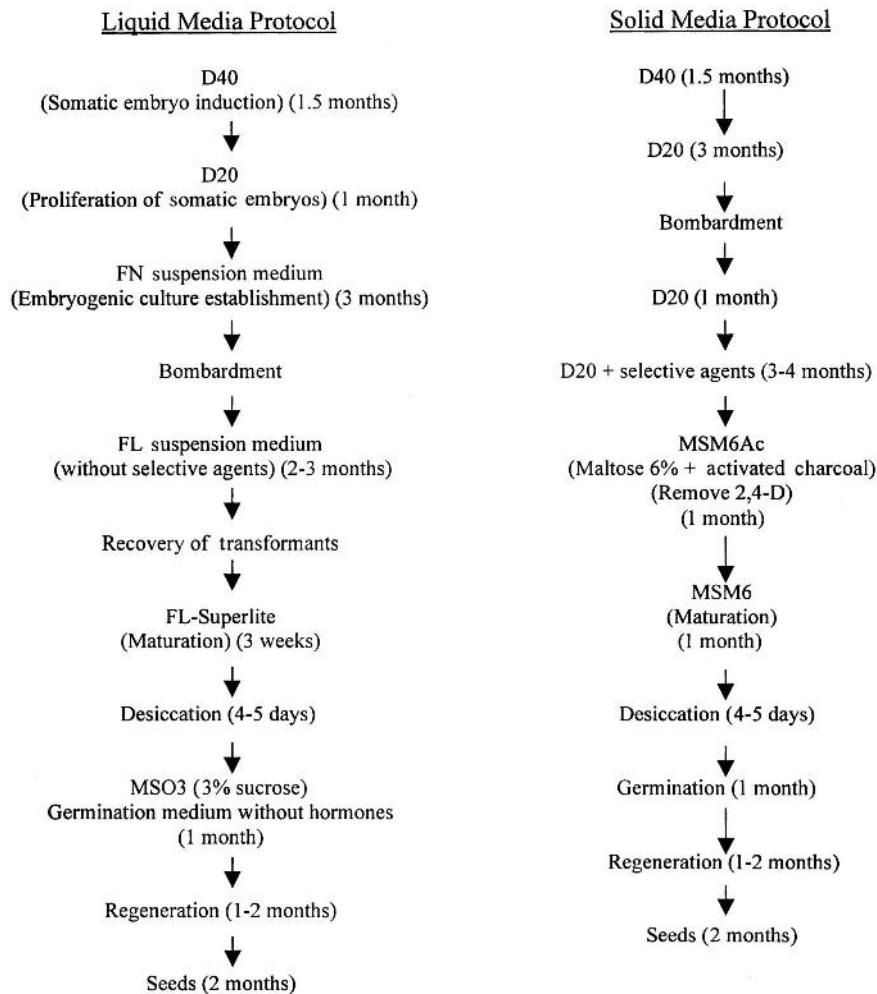 Liquid Media Protocol
D40
(Somatic embryo induction) (1.5 months)
D20
(Proliferation of somatic embryos) (1 month)
FN suspension medium
(Embryogenic culture establishment) (3 months)
Bombardment
FL suspension medium
(without selective agents) (2-3 months)
Recovery of transformants
FL-Superlite
(Maturation) (3 weeks)
Desiccation (4-5 days)
MSO3 (3% sucrose)
Germination medium without hormones
(1 month)
Regeneration (1-2 months)
Seeds (2 months)
Solid Media Protocol
D40 (1.5 months)
D20 (3 months)
Bombardment
D20 (1 month)
D20 + selective agents (3-4 months)
MSM6Ac
(Maltose 6% + activated charcoal)
(Remove 2,4-D)
(1 month)
MSM6
(Maturation)
(1 month)
Desiccation (4-5 days)
Germination (1 month)
Regeneration (1-2 months)
Seeds (2 months)